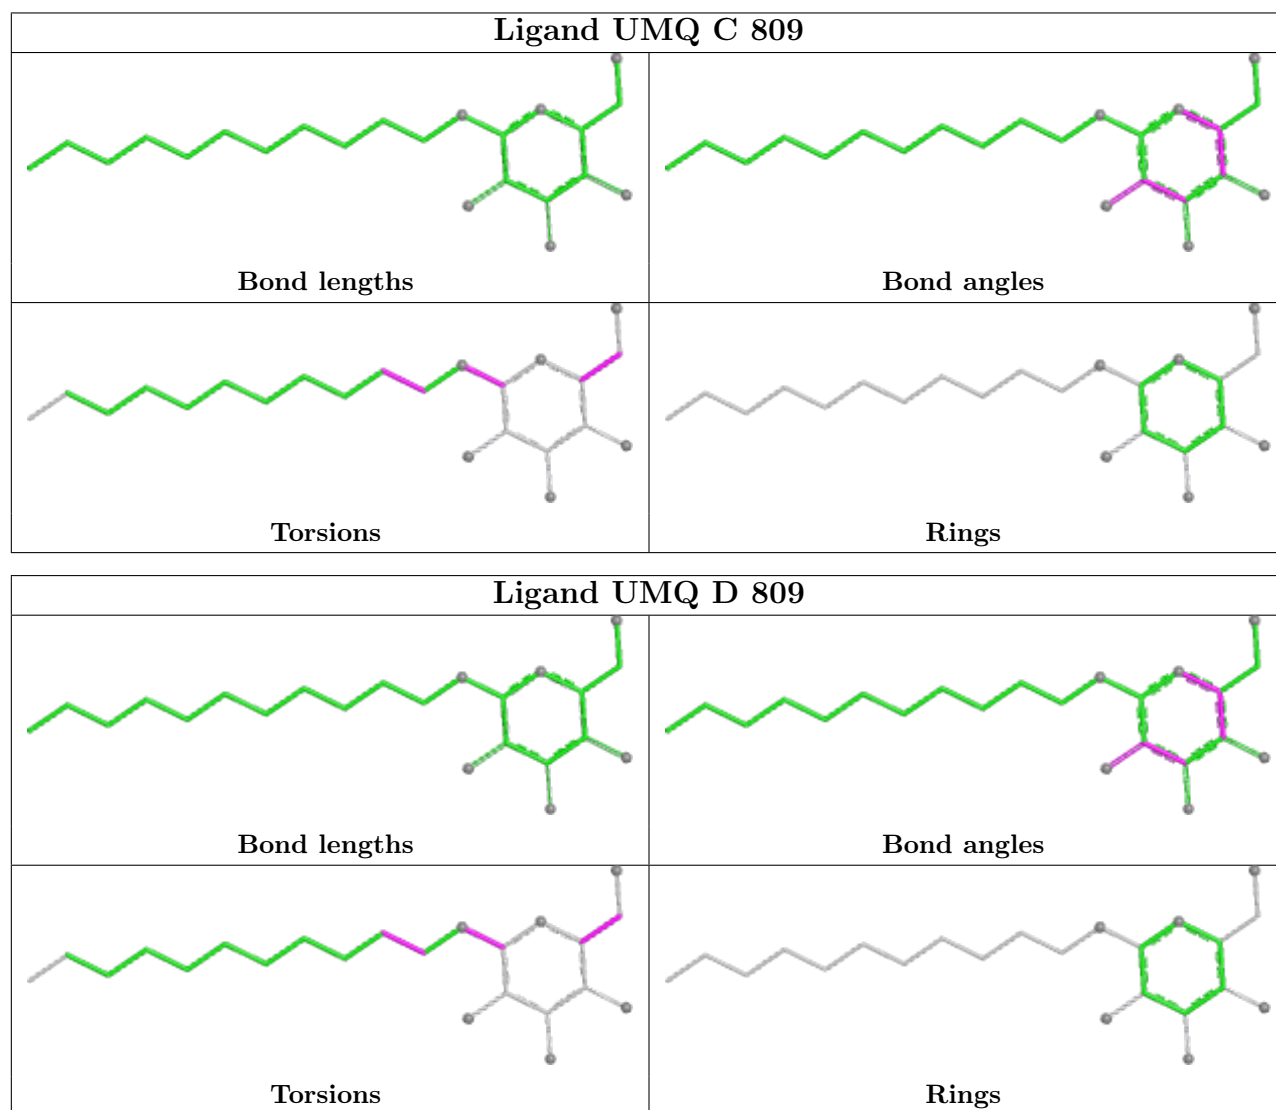 Ligand UMQ C 809
Bond lengths
Bond angles
Torsions
Rings
Ligand UMQ D 809
Bond lengths
Bond angles
Torsions
Rings